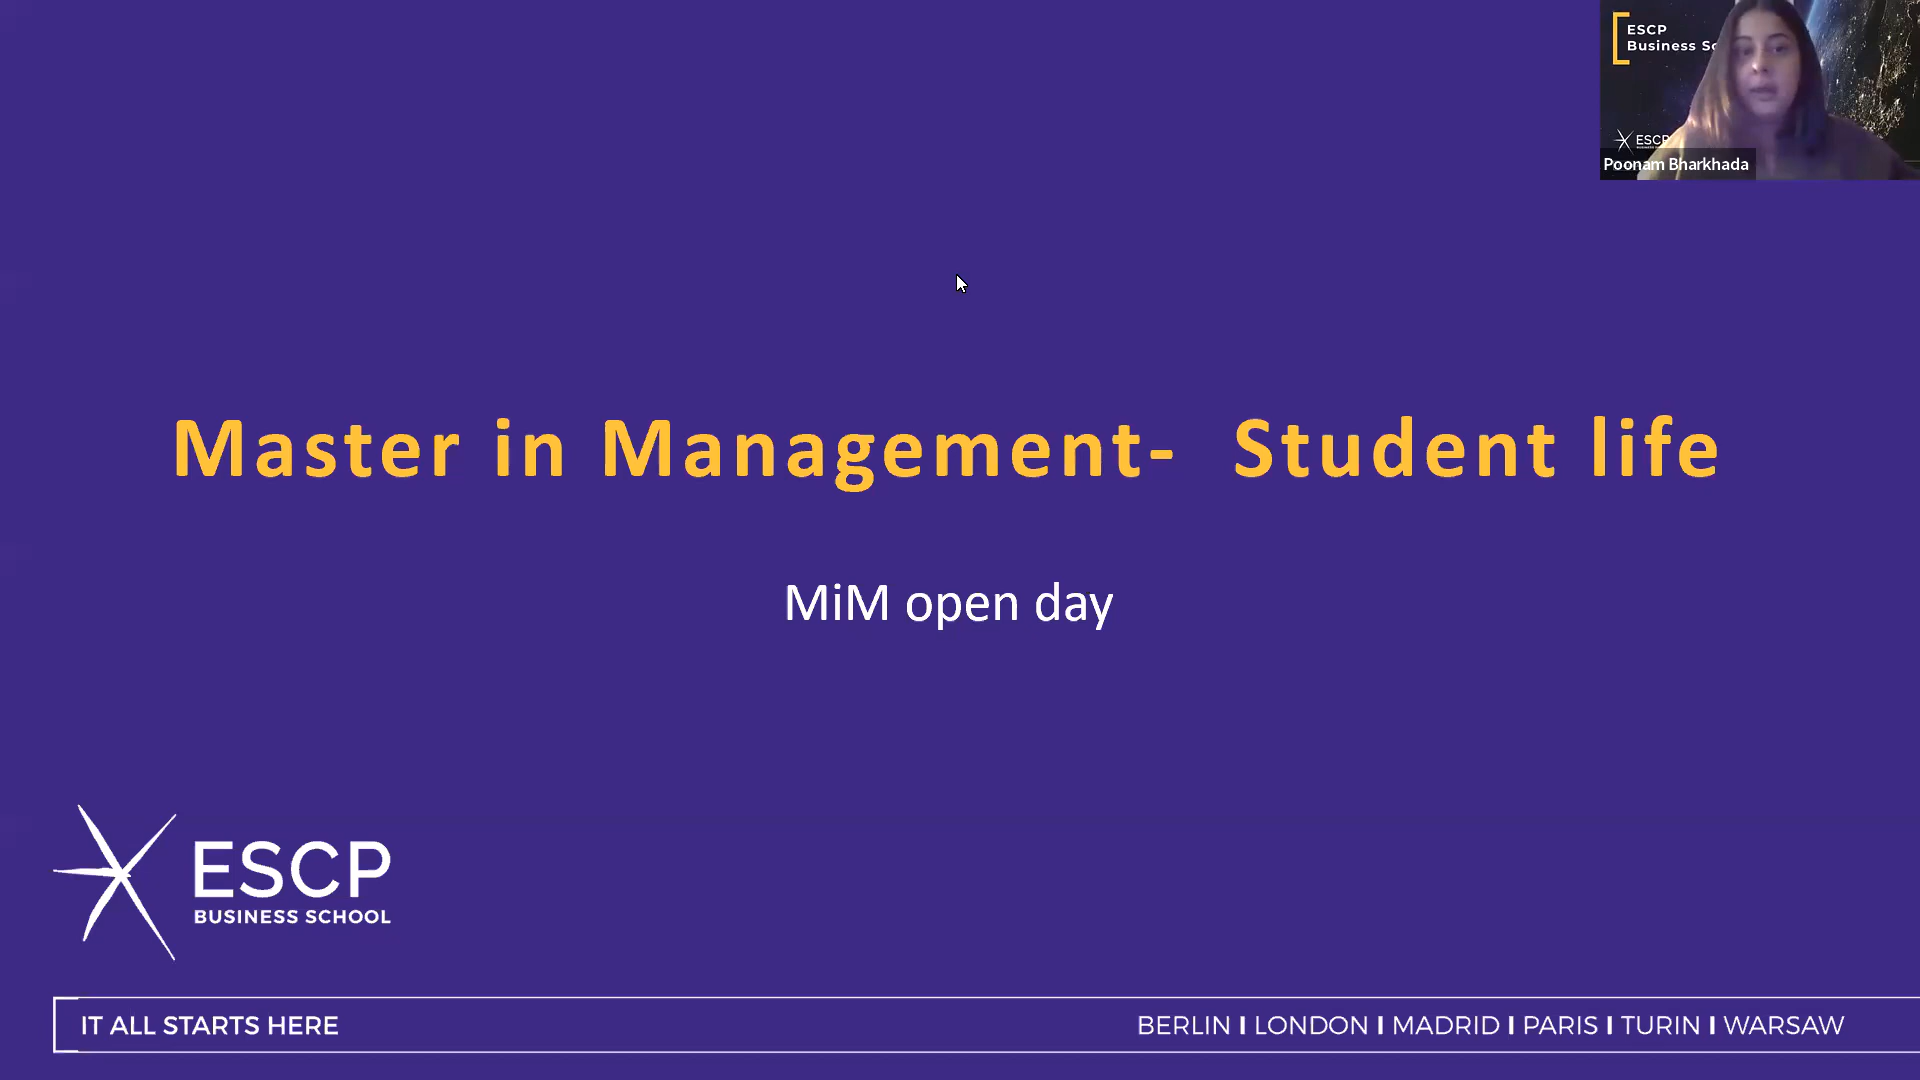 ESCP
Business Sc
ESCP
Poonam Bharkhada
Master in Management- Student life
MiM open day
ESCP
BUSINESS SCHOOL
IT ALL STARTS HERE
BERLIN I LONDON I MADRID I PARIS I TURIN I WARSAW